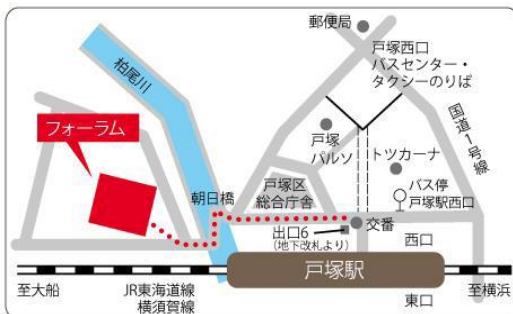 郵便局
戸塚西口
バスセンター・
タクシーのりば
柏尾川
国道1号線
フォーラム
戸塚
パルソ
トツカーナ
戸塚区
総合庁舎
バス停
戸塚駅西口
朝日橋
交番
出口6
(地下改札より)
西口
戸塚駅
至大船
JR東海道線
横須賀線
東口
至横浜